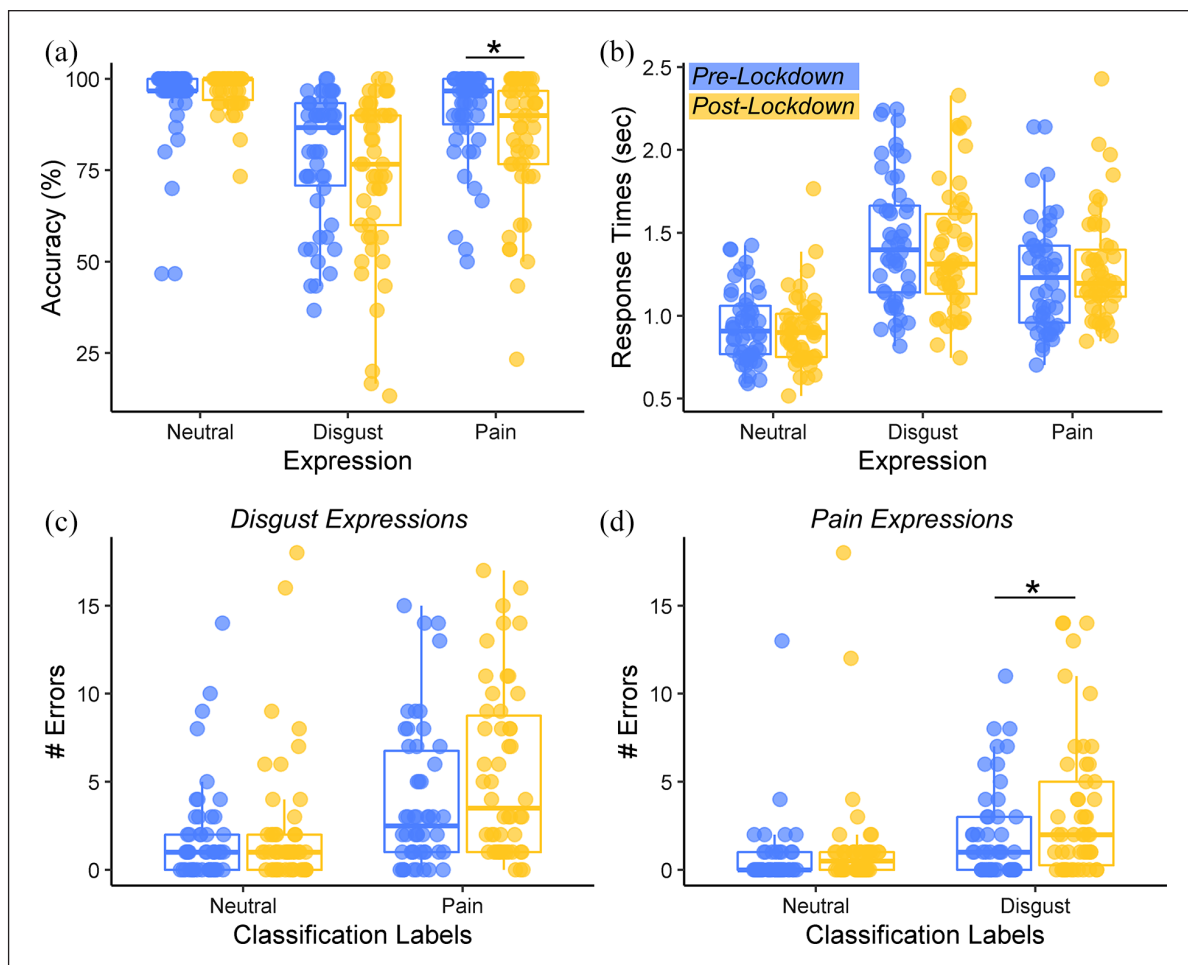 (a)
*
Accuracy (%)
100
75
50
25
Neutral Disgust Pain
Expression
(b)
Pre-Lockdown
Post-Lockdown
Response Times (sec)
2.5
2.0
1.5
1.0
0.5
Neutral Disgust Pain
Expression
(c)
Disgust Expressions
# Errors
15
10
5
0
Neutral Pain
Classification Labels
(d)
Pain Expressions
*
# Errors
15
10
5
0
Neutral Disgust
Classification Labels